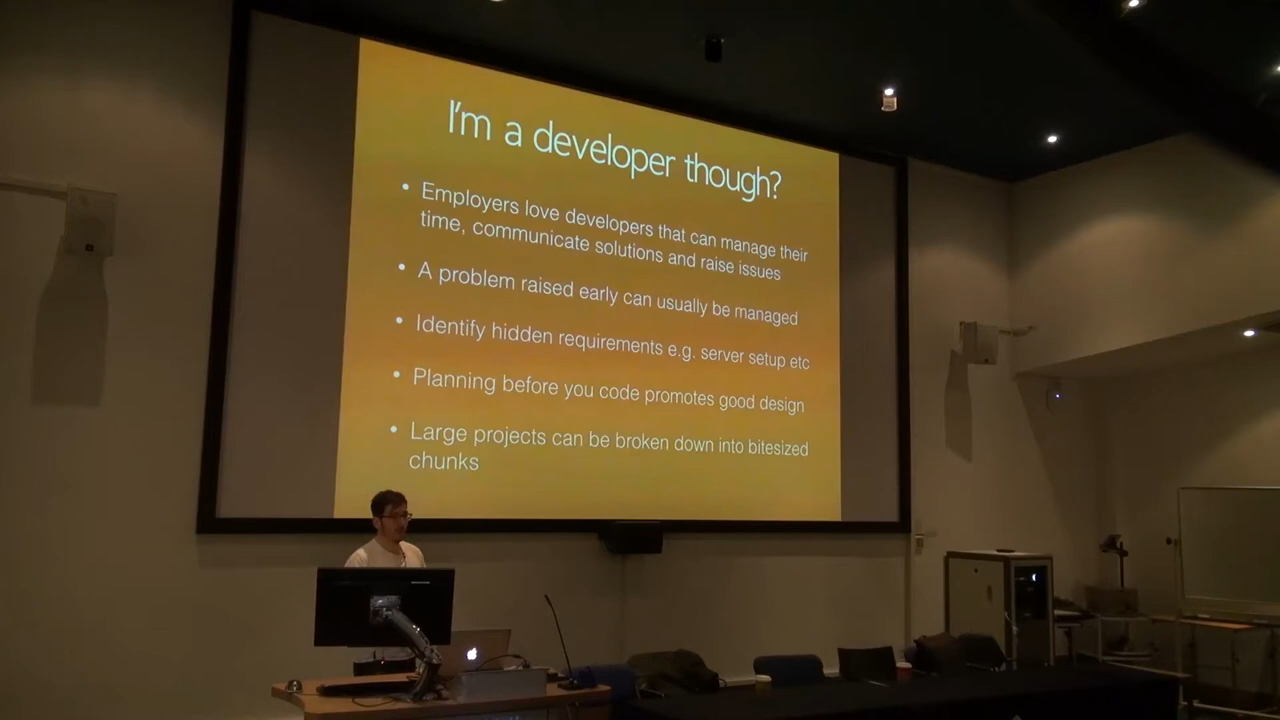 I'm a developer though?
• Employers love developers that can manage their
time, communicate solutions and raise issues
• A problem raised early can usually be managed
• Identify hidden requirements e.g. server setup etc
• Planning before you code promotes good design
• Large projects can be broken down into bitesized
chunks